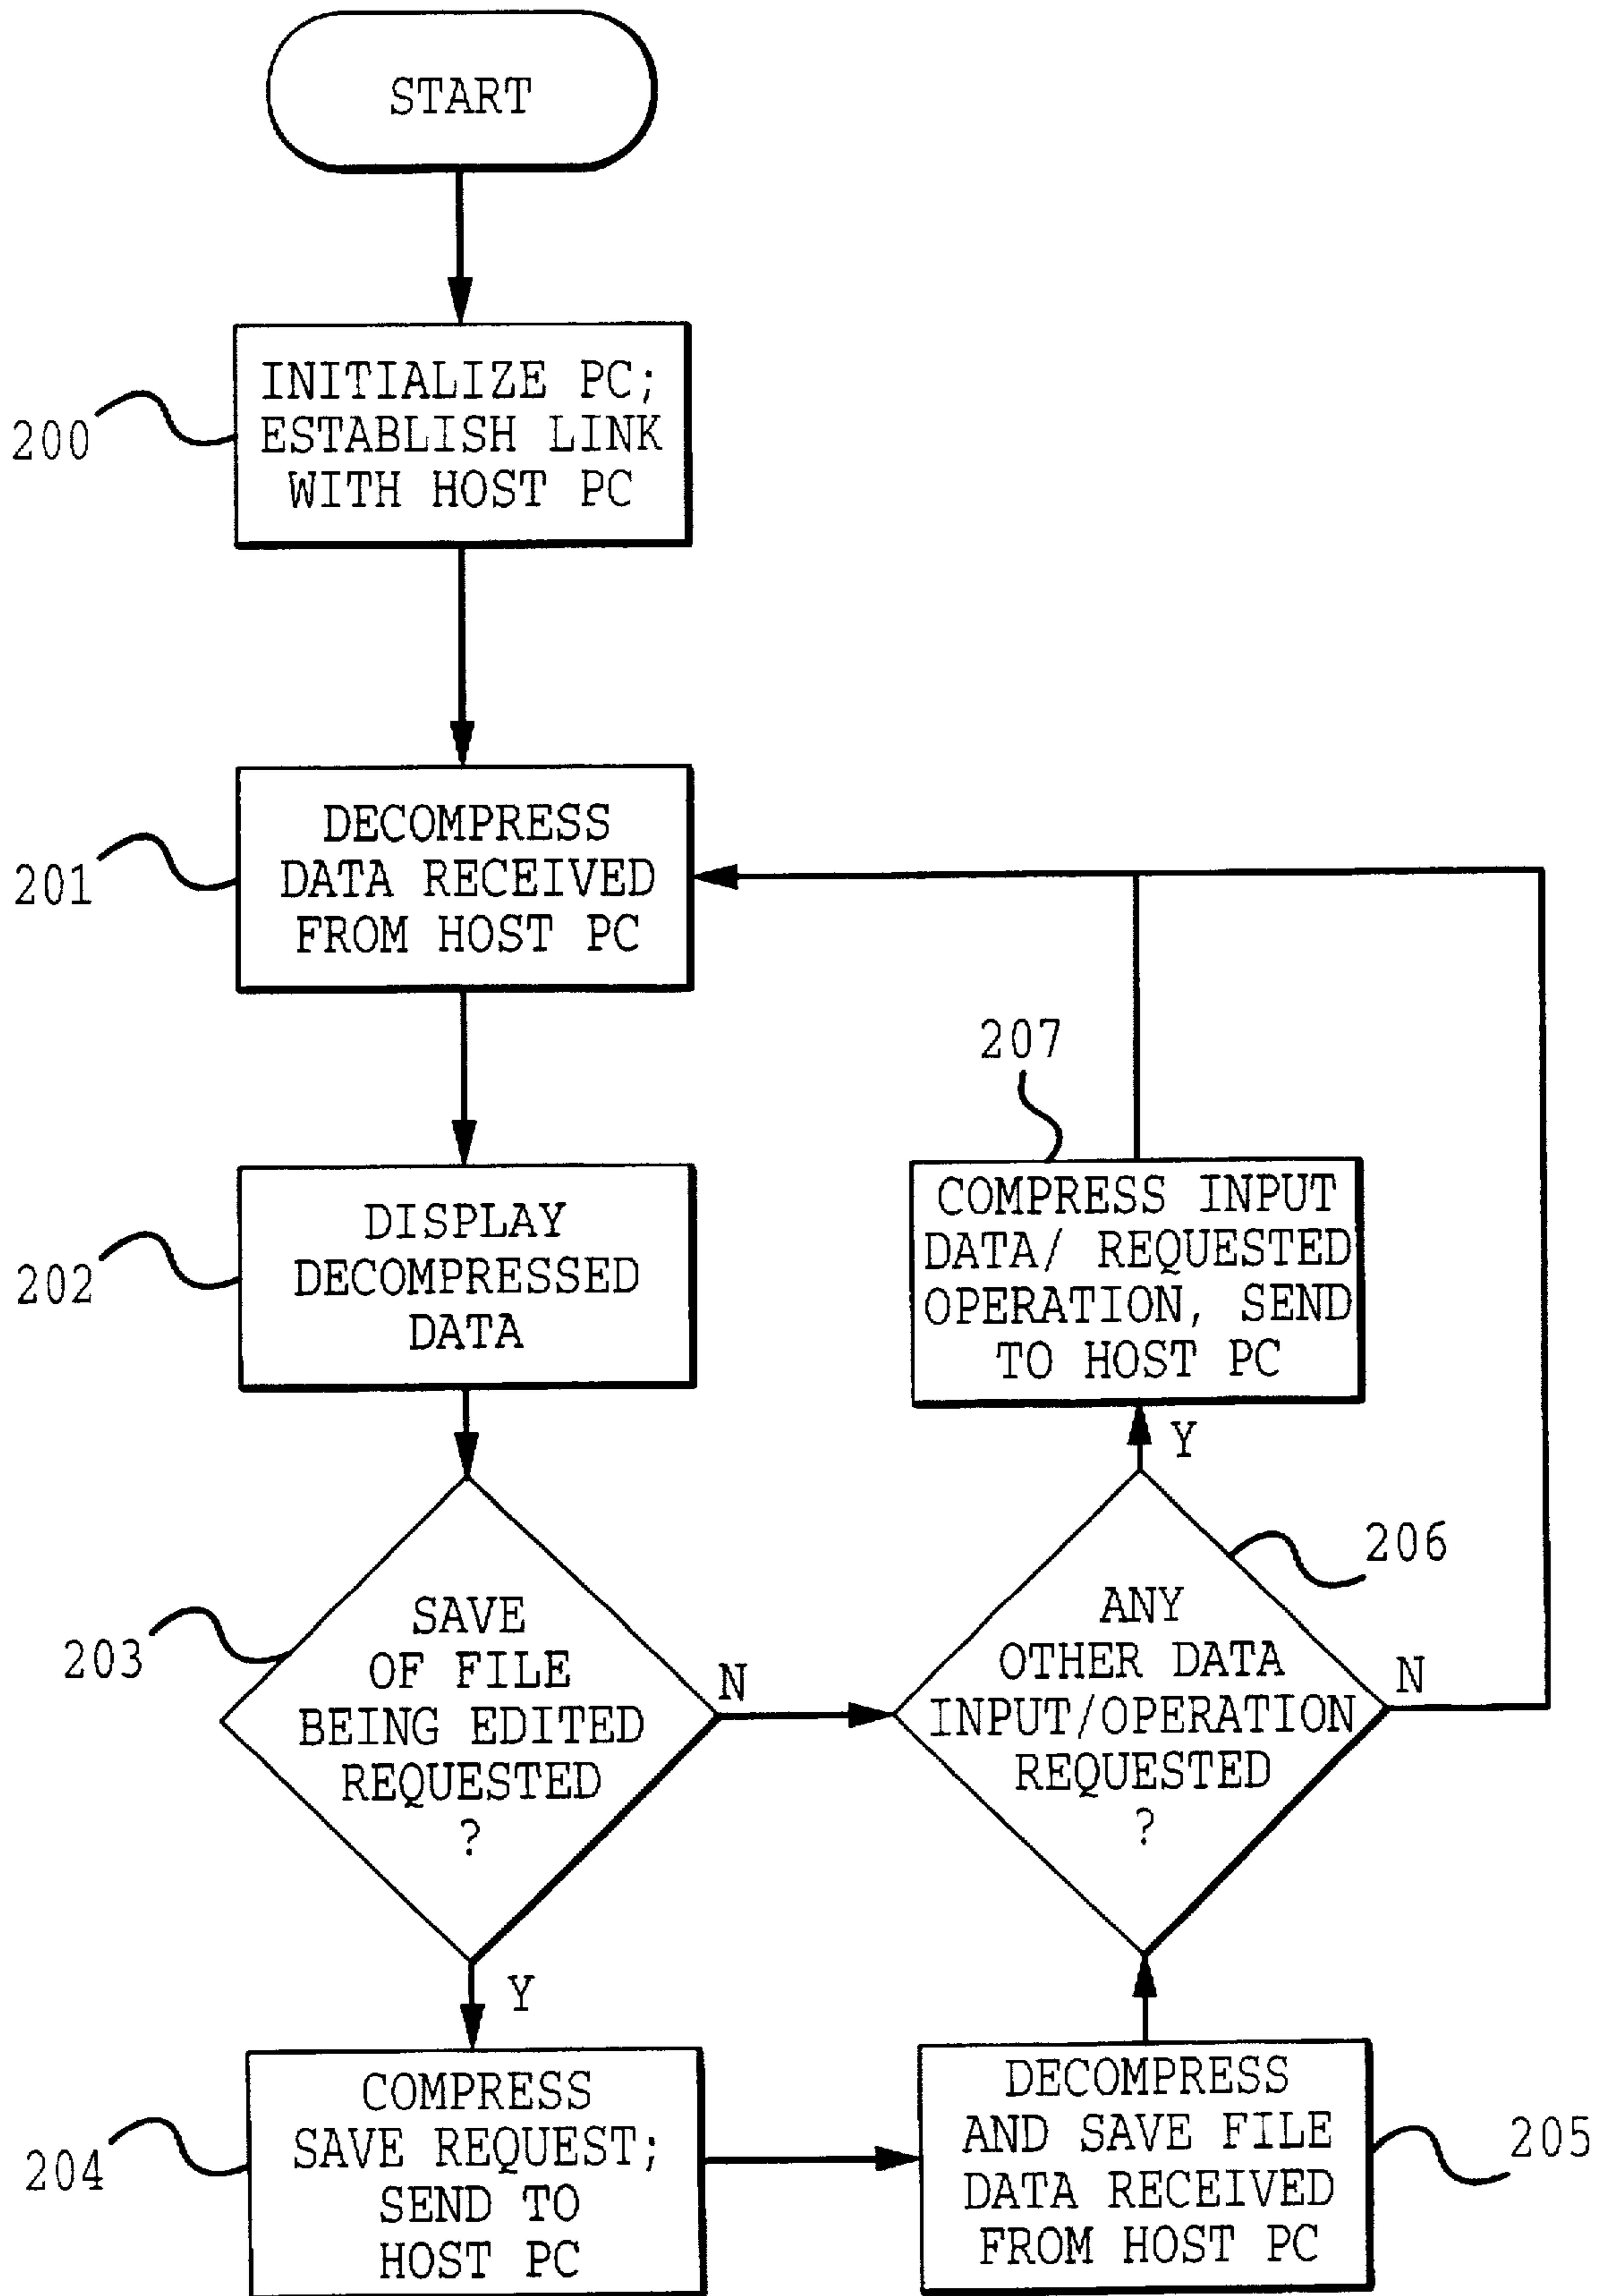 START
INITIALIZE PC;
ESTABLISH LINK
WITH HOST PC
200
DECOMPRESS
DATA RECEIVED
FROM HOST PC
201
207
DISPLAY
DECOMPRESSED
DATA
202
COMPRESS INPUT
DATA/ REQUESTED
OPERATION, SEND
TO HOST PC
Y
206
SAVE
OF FILE
BEING EDITED
REQUESTED
?
203
N
ANY
OTHER DATA
INPUT/OPERATION
REQUESTED
?
N
Y
COMPRESS
SAVE REQUEST;
SEND TO
HOST PC
204
DECOMPRESS
AND SAVE FILE
DATA RECEIVED
FROM HOST PC
205